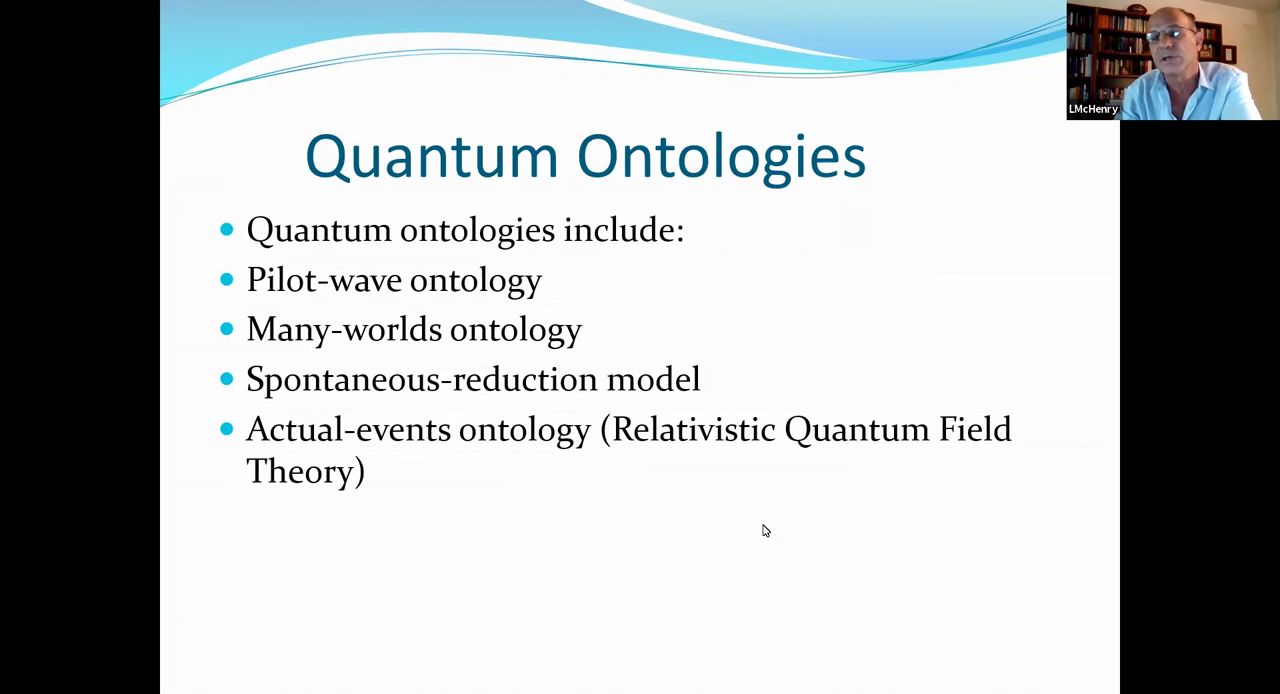 LMcHenry
Quantum Ontologies
Quantum ontologies include:
Pilot-wave ontology
Many-worlds ontology
Spontaneous-reduction model
Actual-events ontology (Relativistic Quantum Field
Theory)